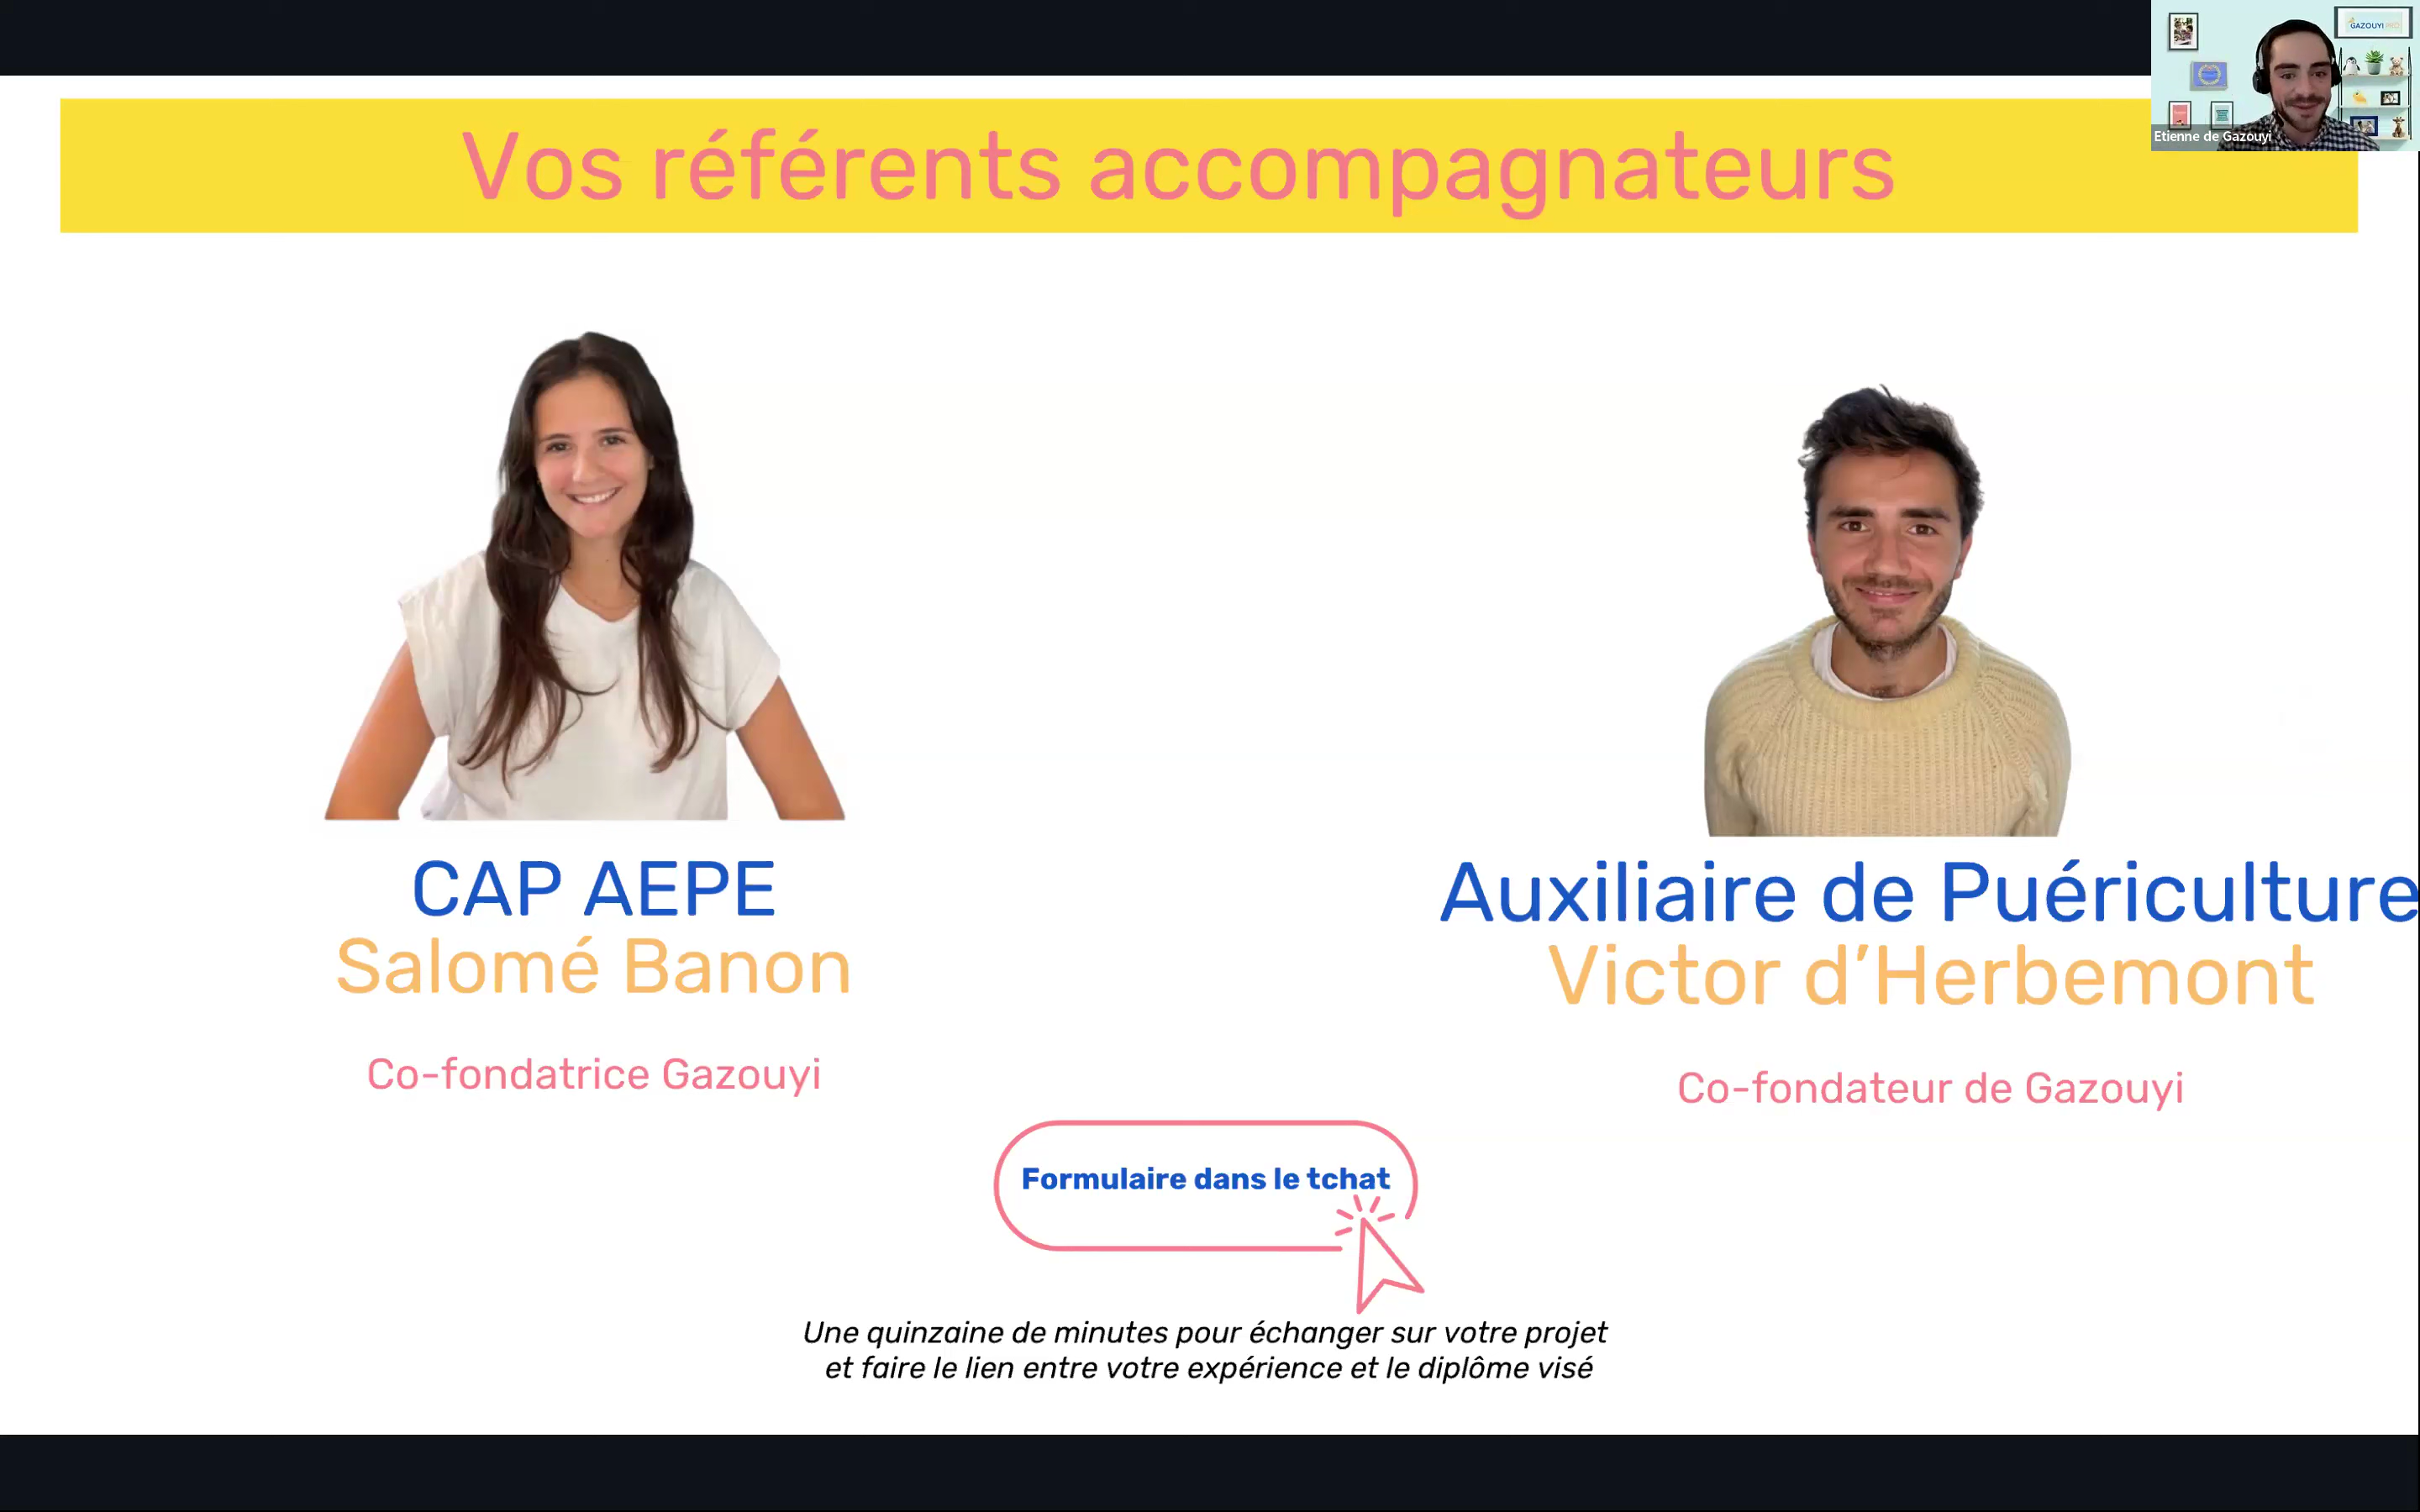 GAZOUYI PRO
Etienne de Gazouyi
Vos référents accompagnateurs
CAP AEPE
Salomé Banon
Co-fondatrice Gazouyi
Auxiliaire de Puériculture
Victor d’Herbemont
Co-fondateur de Gazouyi
Formulaire dans le tchat
Une quinzaine de minutes pour échanger sur votre projet
et faire le lien entre votre expérience et le diplôme visé